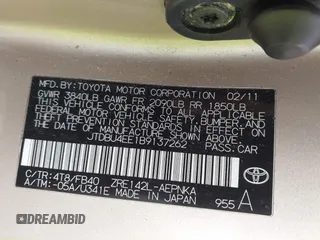 MFD.BY:TOYOTA MOTOR CORPORATION 02/11
GVWR 3840LB GAWR FR 2090LB RR 1850LB
THIS VEHICLE CONFORMS TO ALL APPLICABLE
FEDERAL MOTOR VEHICLE SAFETY, BUMPER, AND
THEFT PREVENTION STANDARDS IN EFFECT ON
THE DATE OF MANUFACTURE SHOWN ABOVE.
JTDBU4EE1B9137262 PASS.CAR
C/TR:4T8/FB40 ZRE142L-AEPNKA
A/TM:-05A/U341E MADE IN JAPAN
TOYOTA
955 A
DREAMBID